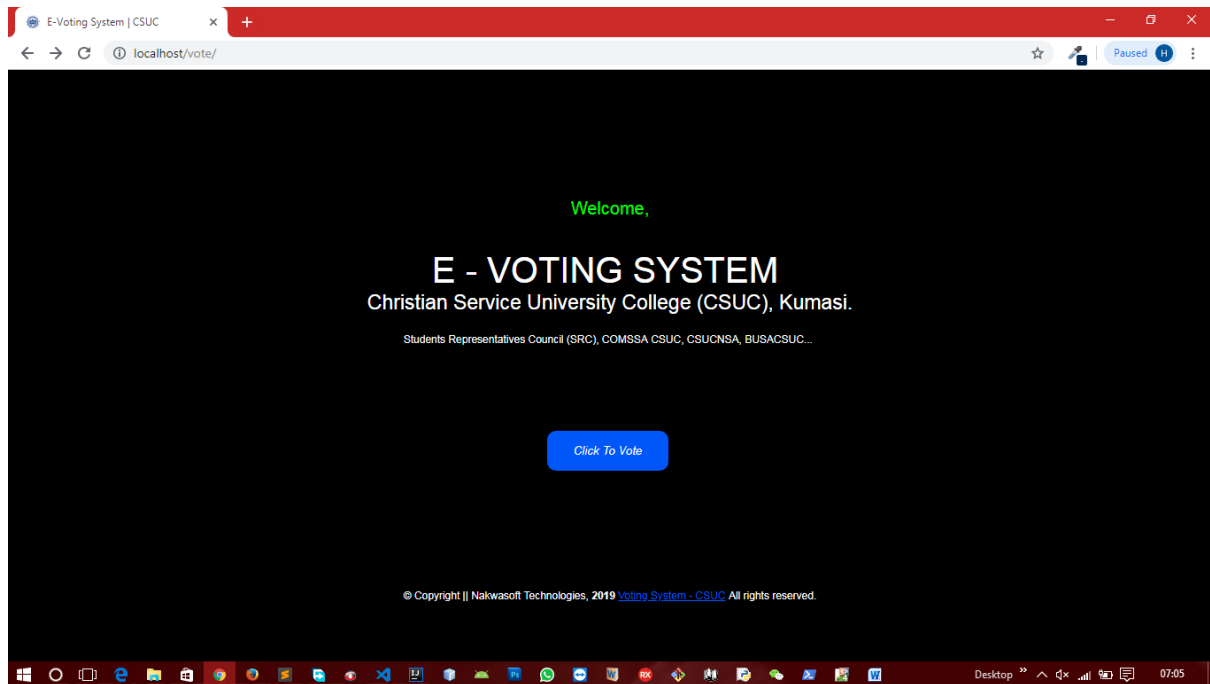 E-Voting System | CSUC
localhost/vote/
Paused H
Welcome,
E - VOTING SYSTEM
Christian Service University College (CSUC), Kumasi.
Students Representatives Council (SRC), COMSSA CSUC, CSUCNSA, BUSACSUC...
Click To Vote
© Copyright || Nakwasoft Technologies, 2019 Voting System - CSUC All rights reserved.
Desktop 07:05